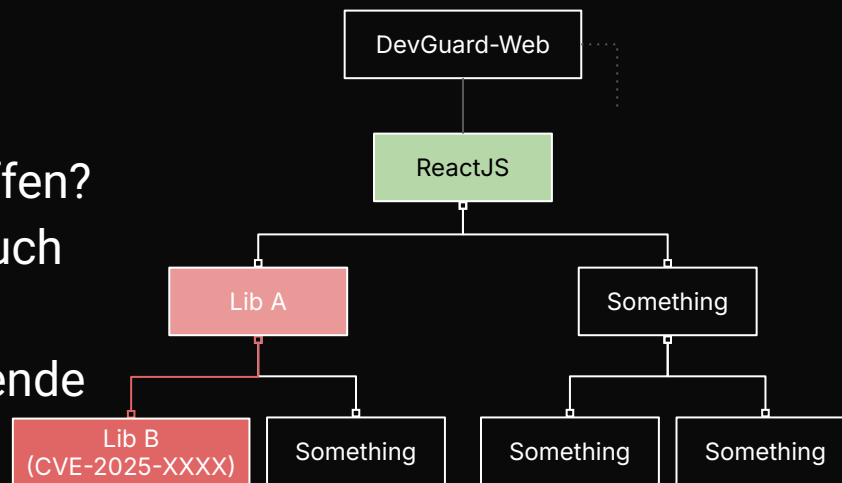 DevGuard-Web
ReactJS
ffen?
uch
ende
Lib A
Something
Lib B
(CVE-2025-XXXX)
Something
Something
Something